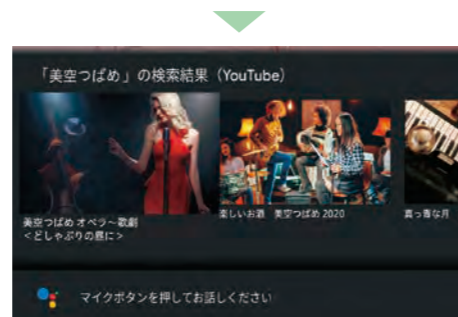 「美空つばめ」の検索結果（YouTube）
美空つばめ オペラ〜歌劇
＜どしゃぶりの昼に＞
楽しいお酒　美空つばめ 2020
真っ青な月
マイクボタンを押してお話しください